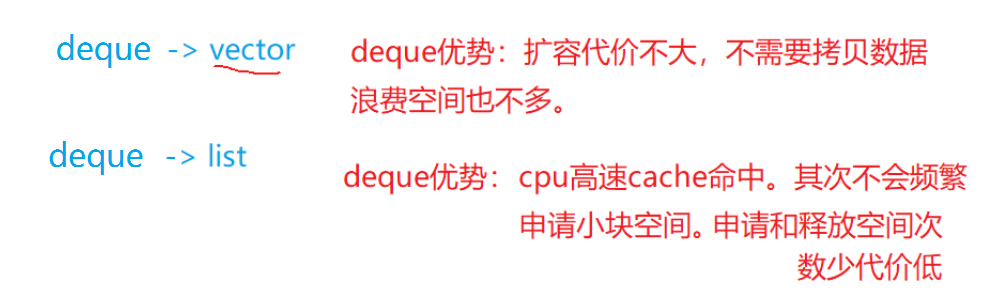 deque -> vector deque优势：扩容代价不大，不需要拷贝数据
浪费空间也不多。
deque -> list
deque优势：cpu高速cache命中。其次不会频繁
申请小块空间。申请和释放空间次
数少代价低